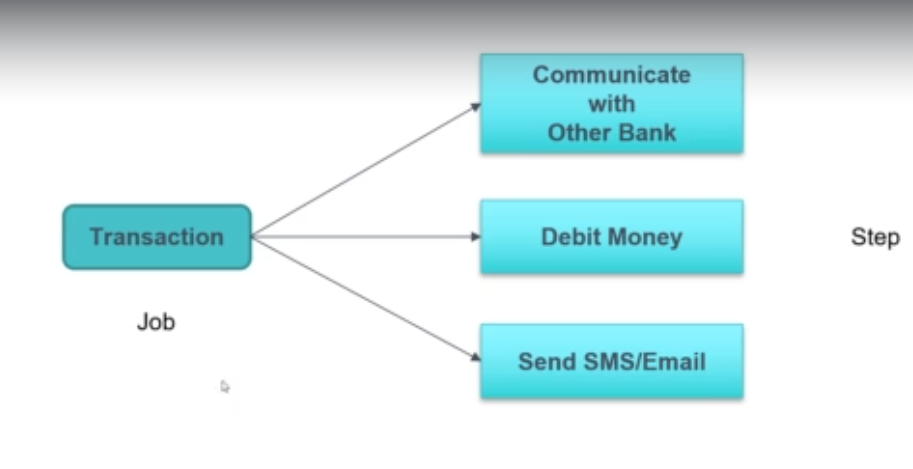 Communicate
with
Other Bank
Transaction
Debit Money
Step
Job
Send SMS/Email